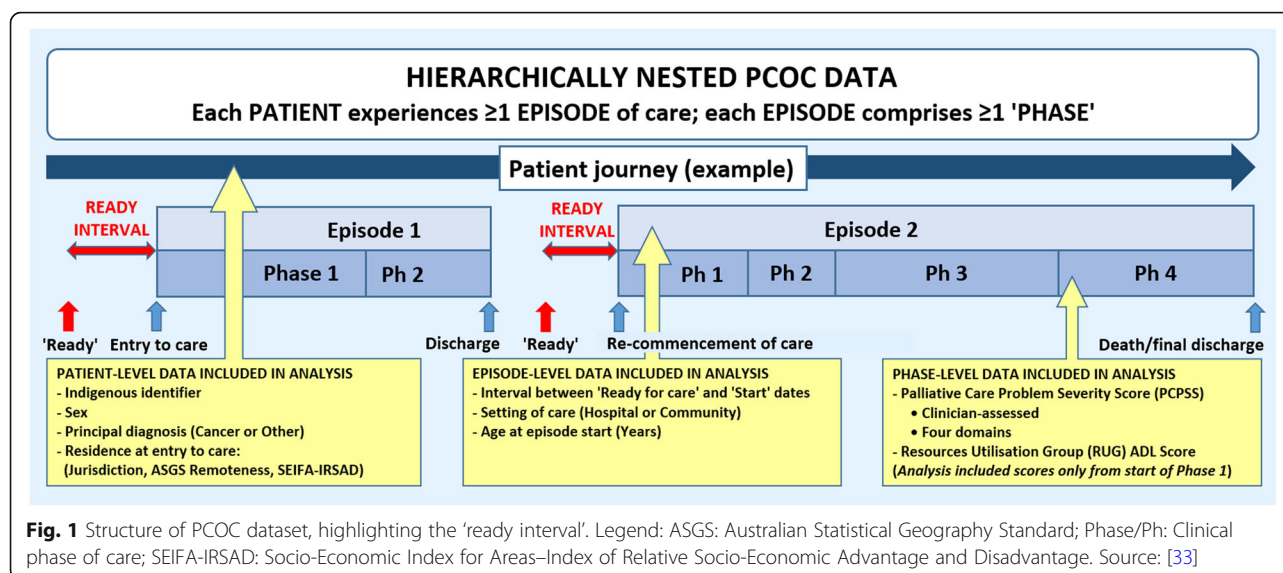 HIERARCHICALLY NESTED PCOC DATA
Each PATIENT experiences ≥1 EPISODE of care; each EPISODE comprises ≥1 'PHASE'
Patient journey (example)
READY
INTERVAL
Episode 1
Phase 1
Ph 2
READY
INTERVAL
Episode 2
Ph 1
Ph 2
Ph 3
Ph 4
'Ready'
Entry to care
Discharge
'Ready'
Re-commencement of care
Death/final discharge
PATIENT-LEVEL DATA INCLUDED IN ANALYSIS
- Indigenous identifier
- Sex
- Principal diagnosis (Cancer or Other)
- Residence at entry to care:
(Jurisdiction, ASGS Remoteness, SEIFA-IRSAD)
EPISODE-LEVEL DATA INCLUDED IN ANALYSIS
- Interval between 'Ready for care' and 'Start' dates
- Setting of care (Hospital or Community)
- Age at episode start (Years)
PHASE-LEVEL DATA INCLUDED IN ANALYSIS
- Palliative Care Problem Severity Score (PCPSS)
• Clinician-assessed
• Four domains
- Resources Utilisation Group (RUG) ADL Score
(Analysis included scores only from start of Phase 1)
Fig. 1 Structure of PCOC dataset, highlighting the ‘ready interval’. Legend: ASGS: Australian Statistical Geography Standard; Phase/Ph: Clinical
phase of care; SEIFA-IRSAD: Socio-Economic Index for Areas–Index of Relative Socio-Economic Advantage and Disadvantage. Source: [33]